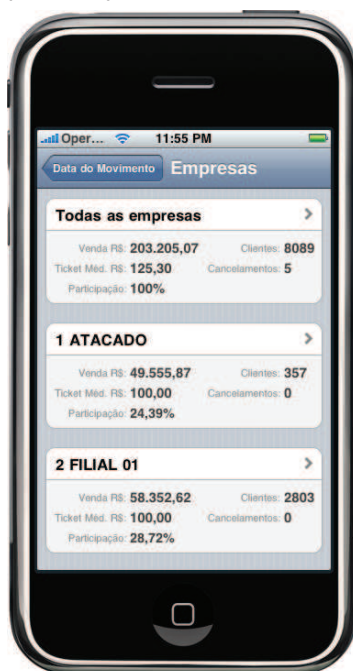 Oper... 11:55 PM
Data do Movimento Empresas
Todas as empresas
Venda R$: 203.205,07 Clientes: 8089
Ticket Méd. R$: 125,30 Cancelamentos: 5
Participação: 100%
1 ATACADO
Venda R$: 49.555,87 Clientes: 357
Ticket Méd. R$: 100,00 Cancelamentos: 0
Participação: 24,39%
2 FILIAL 01
Venda R$: 58.352,62 Clientes: 2803
Ticket Méd. R$: 100,00 Cancelamentos: 0
Participação: 28,72%